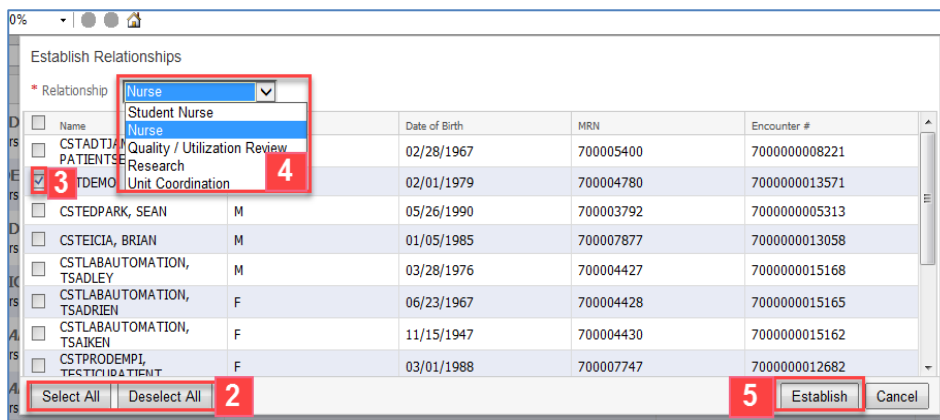 0%
Establish Relationships
* Relationship Nurse
Student Nurse
Nurse
Quality / Utilization Review
Research
Unit Coordination
4
Name Date of Birth MRN Encounter #
CSTADTJA
PATIENTSE 02/28/1967 700005400 7000000008221
3 TDEMO 02/01/1979 700004780 7000000013571
CSTEDPARK, SEAN M 05/26/1990 700003792 7000000005313
CSTEICIA, BRIAN M 01/05/1985 700007877 7000000013058
CSTLABAUTOMATION,
TSADLEY M 03/28/1976 700004427 7000000015168
CSTLABAUTOMATION,
TSADRIEN F 06/23/1967 700004428 7000000015165
CSTLABAUTOMATION,
TSAIKEN F 11/15/1947 700004430 7000000015162
CSTPRODEMPI,
TESTICUPATIENT F 03/01/1988 700007747 7000000012682
Select All Deselect All 2 5 Establish Cancel